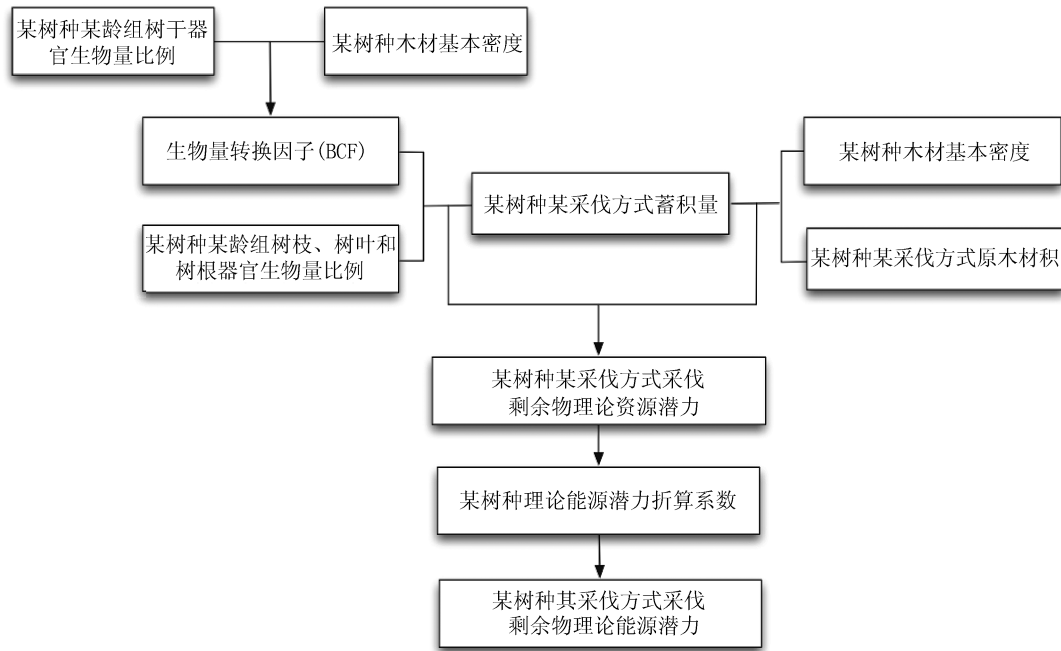 某树种某龄组树干器
官生物量比例
某树种木材基本密度
生物量转换因子(BCF)
某树种木材基本密度
某树种某采伐方式蓄积量
某树种某龄组树枝、树叶和
树根器官生物量比例
某树种某采伐方式原木材积
某树种某采伐方式采伐
剩余物理论资源潜力
某树种理论能源潜力折算系数
某树种其采伐方式采伐
剩余物理论能源潜力